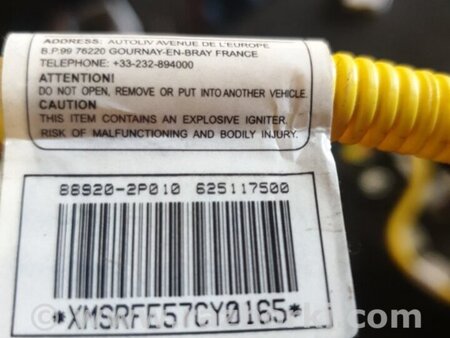 ADDRESS: AUTOLIV AVENUE DE L'EUROPE
B.P.99 76220 GOURNAY-EN-BRAY FRANCE
TELEPHONE: +33-232-894000
ATTENTION!
DO NOT OPEN, REMOVE OR PUT INTO ANOTHER VEHICLE.
CAUTION
THIS ITEM CONTAINS AN EXPLOSIVE IGNITER.
RISK OF MALFUNCTIONING AND BODILY INJURY.
88920-2P010 625117500
*XMSRFE57CY0165*